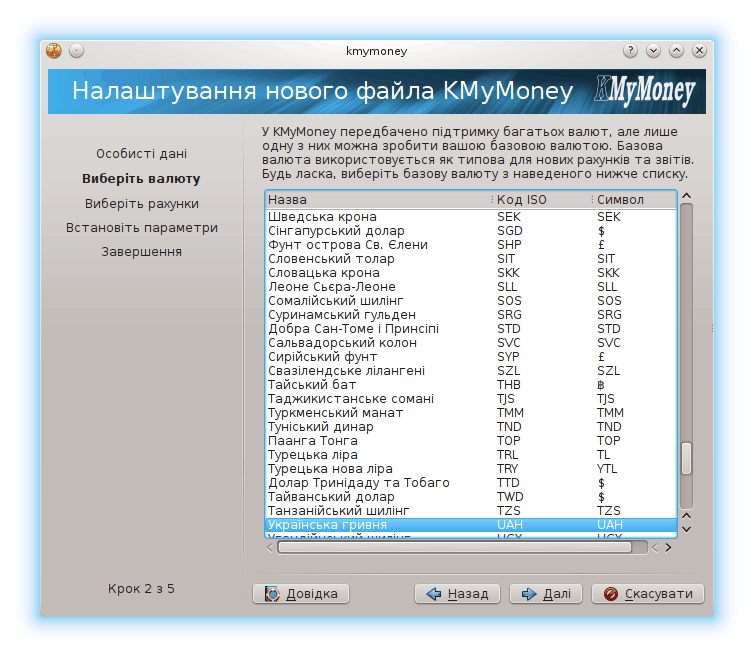 kmymoney
Налаштування нового файла KMyMoney
KMyMoney
Особисті дані
Виберіть валюту
Виберіть рахунки
Встановіть параметри
Завершення
У KMyMoney передбачено підтримку багатьох валют, але лише
одну з них можна зробити вашою базовою валютою. Базова
валюта використовується як типова для нових рахунків та звітів.
Будь ласка, виберіть базову валюту з наведеного нижче списку.
Назва Код ISO Символ
Шведська крона SEK SEK
Сінгапурський долар SGD $
Фунт острова Св. Єлени SHP £
Словенський толар SIT SIT
Словацька крона SKK SKK
Леоне Сьєра-Леоне SLL SLL
Сомалійський шилінг SOS SOS
Суринамський гульден SRG SRG
Добра Сан-Томе і Принсіпі STD STD
Сальвадорський колон SVC SVC
Сирійський фунт SYP £
Свазілендське лілангені SZL SZL
Тайський бат THB ฿
Таджикистанське сомані TJS TJS
Туркменський манат TMM TMM
Туніський динар TND TND
Паанга Тонга TOP TOP
Турецька ліра TRL TL
Турецька нова ліра TRY YTL
Долар Тринідаду та Тобаго TTD $
Тайванський долар TWD $
Танзанійський шилінг TZS TZS
Українська гривня UAH UAH
Угандійський шилінг UGX UGX
Крок 2 з 5
Довідка Назад Далі Скасувати